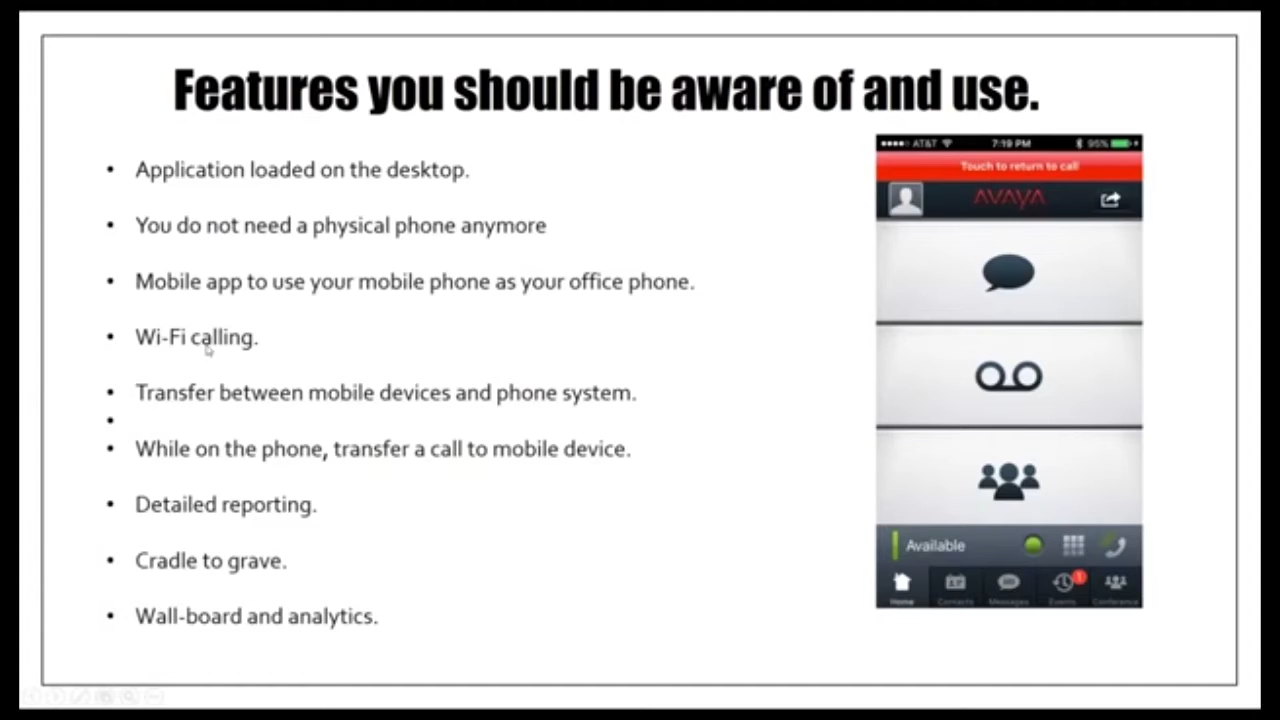 Features you should be aware of and use.
• Application loaded on the desktop.
• You do not need a physical phone anymore
• Mobile app to use your mobile phone as your office phone.
• Wi-Fi calling.
• Transfer between mobile devices and phone system.
•
• While on the phone, transfer a call to mobile device.
• Detailed reporting.
• Cradle to grave.
• Wall-board and analytics.
AT&T 7:19 PM 95%
Touch to return to call
AVAYA
Available
1
Home Contacts Messages Events Conference